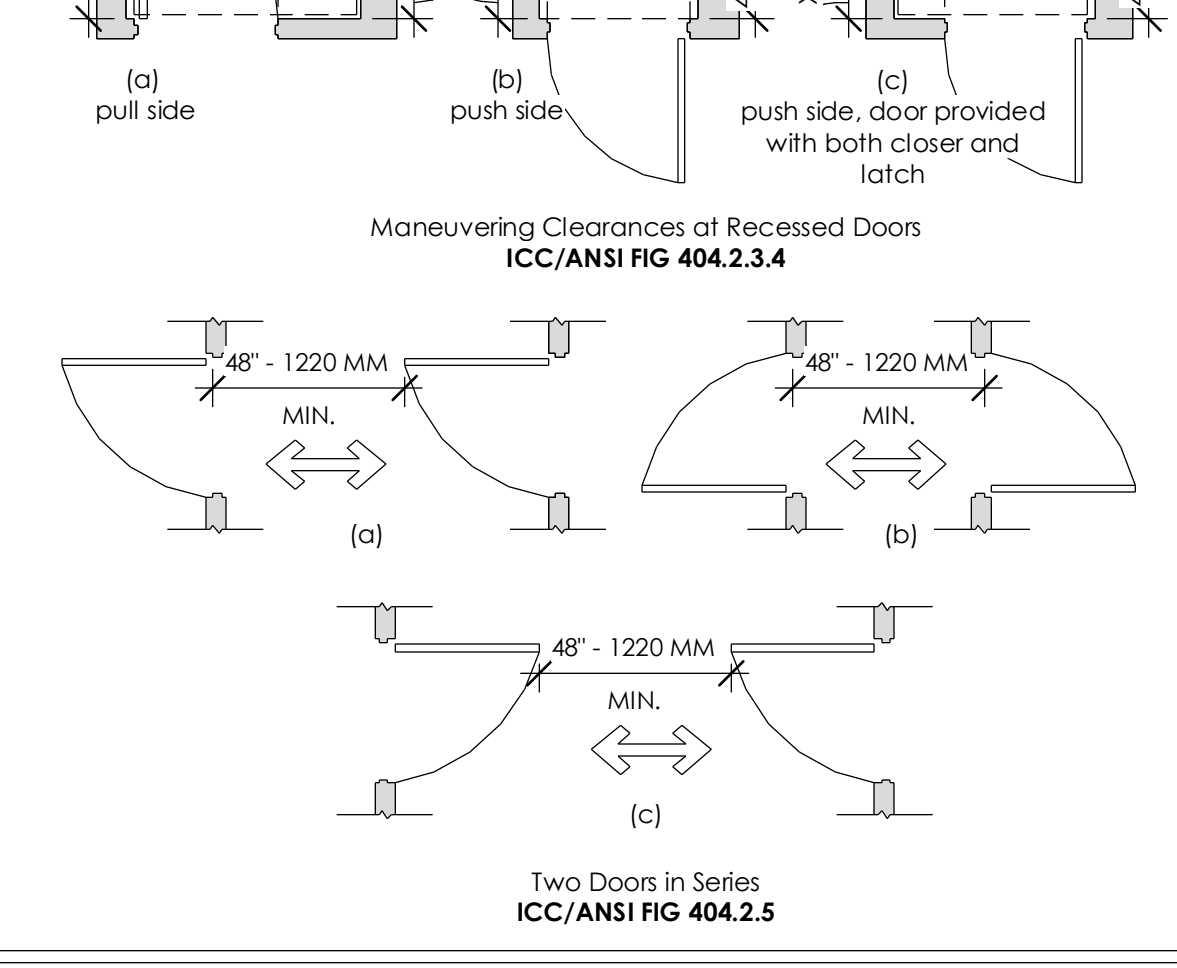 (a)
pull side
(b)
push side
(c)
push side, door provided
with both closer and
latch
Maneuvering Clearances at Recessed Doors
ICC/ANSI FIG 404.2.3.4
48" - 1220 MM
MIN.
(a)
48" - 1220 MM
MIN.
(b)
48" - 1220 MM
MIN.
(c)
Two Doors in Series
ICC/ANSI FIG 404.2.5